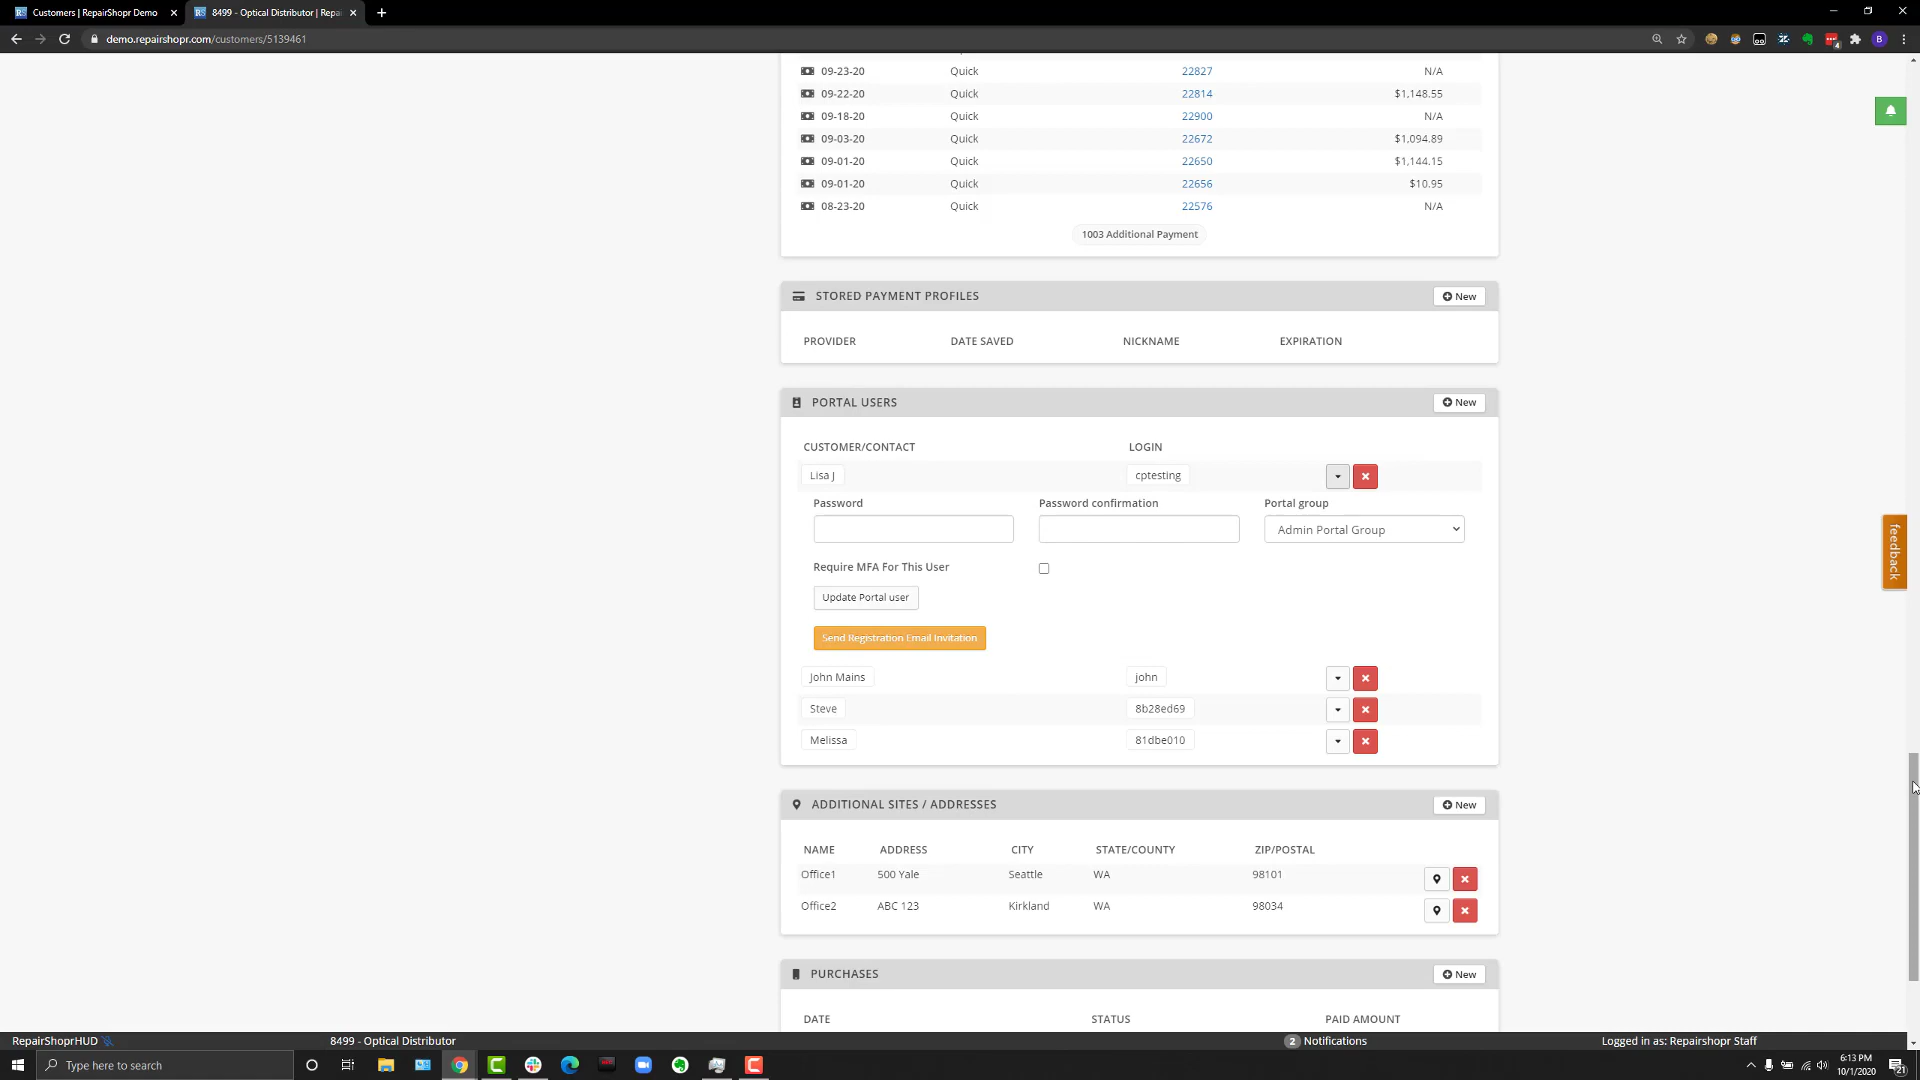 Customers | RepairShopr Demo
8499 - Optical Distributor | Repai
demo.repairshopr.com/customers/5139461
4
B
09-23-20 Quick 22827 N/A
09-22-20 Quick 22814 $1,148.55
09-18-20 Quick 22900 N/A
09-03-20 Quick 22672 $1,094.89
09-01-20 Quick 22650 $1,144.15
09-01-20 Quick 22656 $10.95
08-23-20 Quick 22576 N/A
1003 Additional Payment
STORED PAYMENT PROFILES New
PROVIDER DATE SAVED NICKNAME EXPIRATION
PORTAL USERS New
CUSTOMER/CONTACT LOGIN
Lisa J cptesting
Password Password confirmation Portal group
Admin Portal Group
feedback
Require MFA For This User
Update Portal user
Send Registration Email Invitation
John Mains john
Steve 8b28ed69
Melissa 81dbe010
ADDITIONAL SITES / ADDRESSES New
NAME ADDRESS CITY STATE/COUNTY ZIP/POSTAL
Office1 500 Yale Seattle WA 98101
Office2 ABC 123 Kirkland WA 98034
PURCHASES New
DATE STATUS PAID AMOUNT
RepairShoprHUD 8499 - Optical Distributor 2 Notifications Logged in as: Repairshopr Staff
Type here to search
6:13 PM
10/1/2020
21